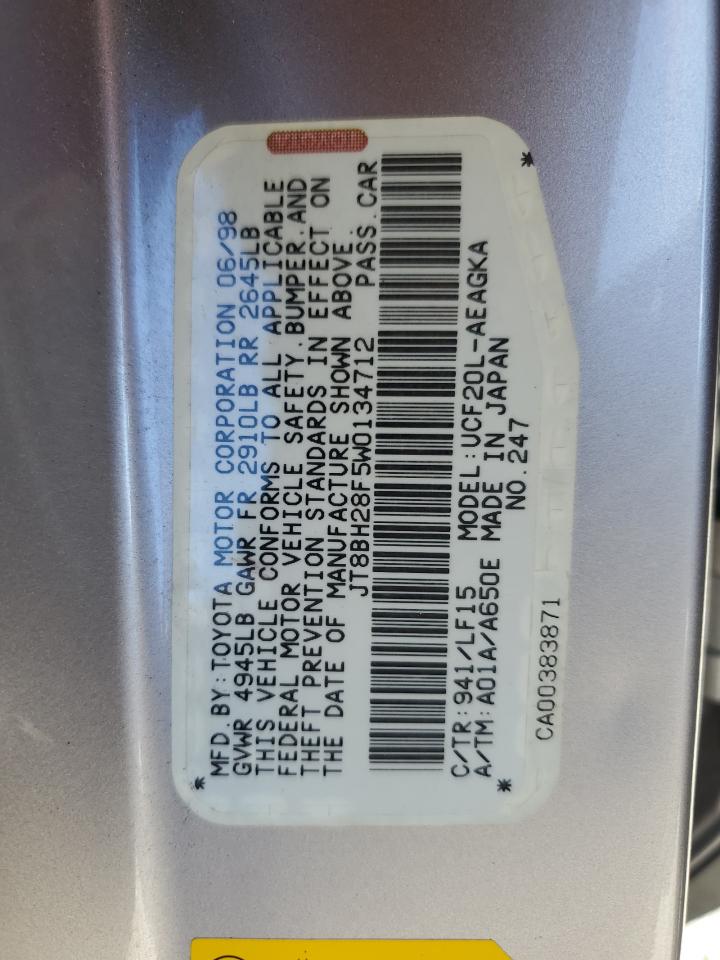 MFD.BY:TOYOTA MOTOR CORPORATION 06/98
GVWR 4945LB GAWR FR 2910LB RR 2645LB
THIS VEHICLE CONFORMS TO ALL APPLICABLE
FEDERAL MOTOR VEHICLE SAFETY.BUMPER.AND
THEFT PREVENTION STANDARDS IN EFFECT ON
THE DATE OF MANUFACTURE SHOWN ABOVE.
JT8BH28F5W0134712 PASS.CAR
C/TR:941/LF15 MODEL:UCF20L-AEAGKA
A/TM:A01A/A650E MADE IN JAPAN
NO.247
CA00383871